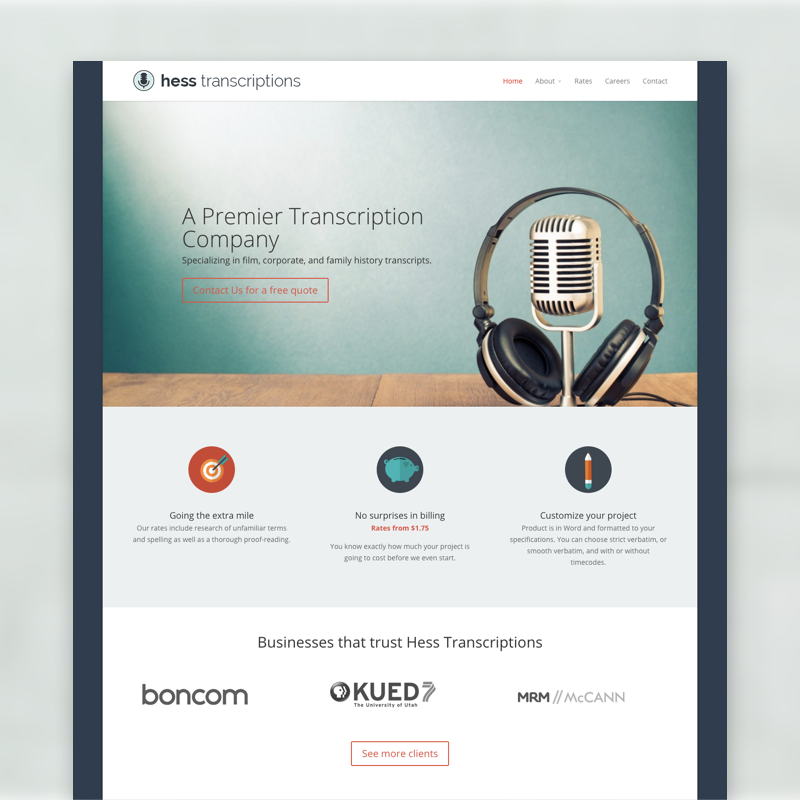 hess transcriptions
Home About Rates Careers Contact
A Premier Transcription
Company
Specializing in film, corporate, and family history transcripts.
Contact Us for a free quote
Going the extra mile
Our rates include research of unfamiliar terms
and spelling as well as a thorough proof-reading.
No surprises in billing
Rates from $1.75
You know exactly how much your project is
going to cost before we even start.
Customize your project
Product is in Word and formatted to your
specifications. You can choose strict verbatim, or
smooth verbatim, and with or without
timecodes.
Businesses that trust Hess Transcriptions
boncom
KUED 7
The University of Utah
MRM // McCANN
See more clients